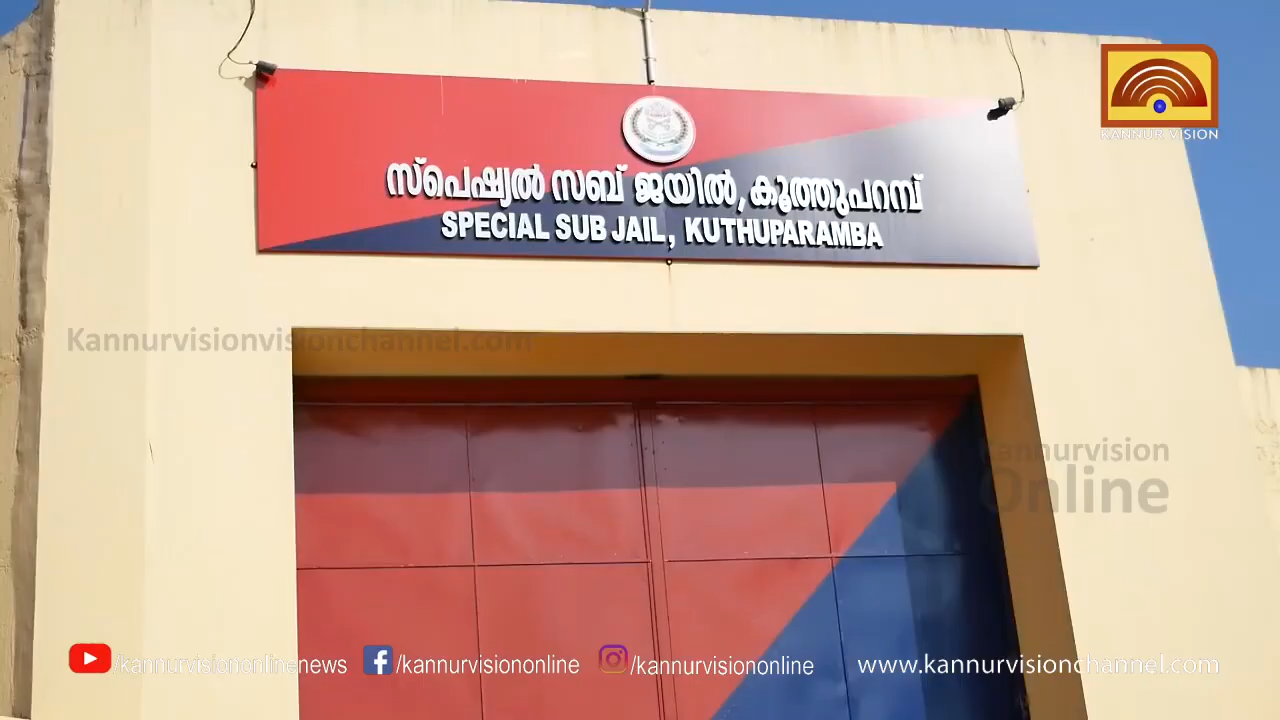 KANNUR VISION
സ്പെഷ്യൽ സബ് ജയിൽ, കൂത്തുപറമ്പ്
SPECIAL SUB JAIL, KUTHUPARAMBA
Kannurvisionvisionchannel.com
Kannurvision
Online
/kannurvisiononlinenews
/kannurvisiononline
/kannurvisiononline
www.kannurvisionchannel.com